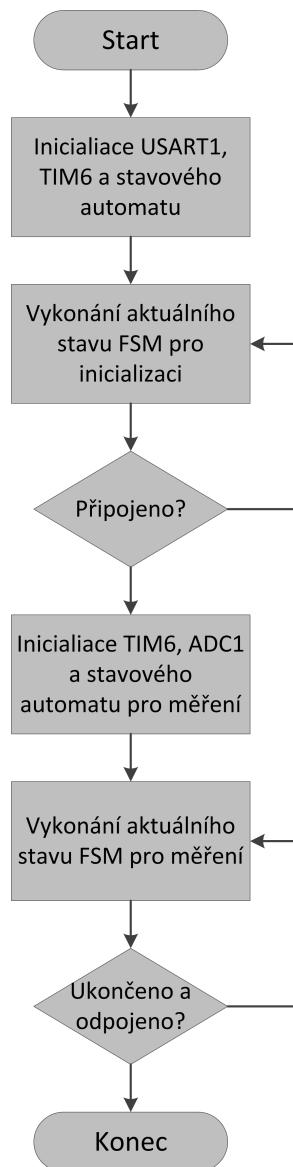 Start
Inicialiace USART1,
TIM6 a stavového
automatu
Vykonání aktuálního
stavu FSM pro
inicializaci
Připojeno?
Inicialiace TIM6, ADC1
a stavového
automatu pro měření
Vykonání aktuálního
stavu FSM pro měření
Ukončeno a
odpojeno?
Konec